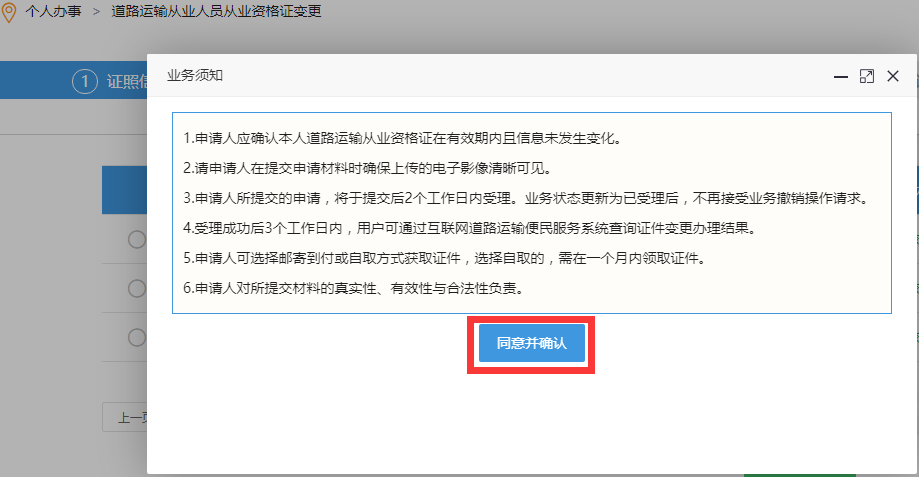 个人办事 > 道路运输从业人员从业资格证变更
业务须知
1 证照信
1.申请人应确认本人道路运输从业资格证在有效期内且信息未发生变化。
2.请申请人在提交申请材料时确保上传的电子影像清晰可见。
3.申请人所提交的申请，将于提交后2个工作日内受理。业务状态更新为已受理后，不再接受业务撤销操作请求。
4.受理成功后3个工作日内，用户可通过互联网道路运输便民服务系统查询证件变更办理结果。
5.申请人可选择邮寄到付或自取方式获取证件，选择自取的，需在一个月内领取证件。
6.申请人对所提交材料的真实性、有效性与合法性负责。
同意并确认
上一页